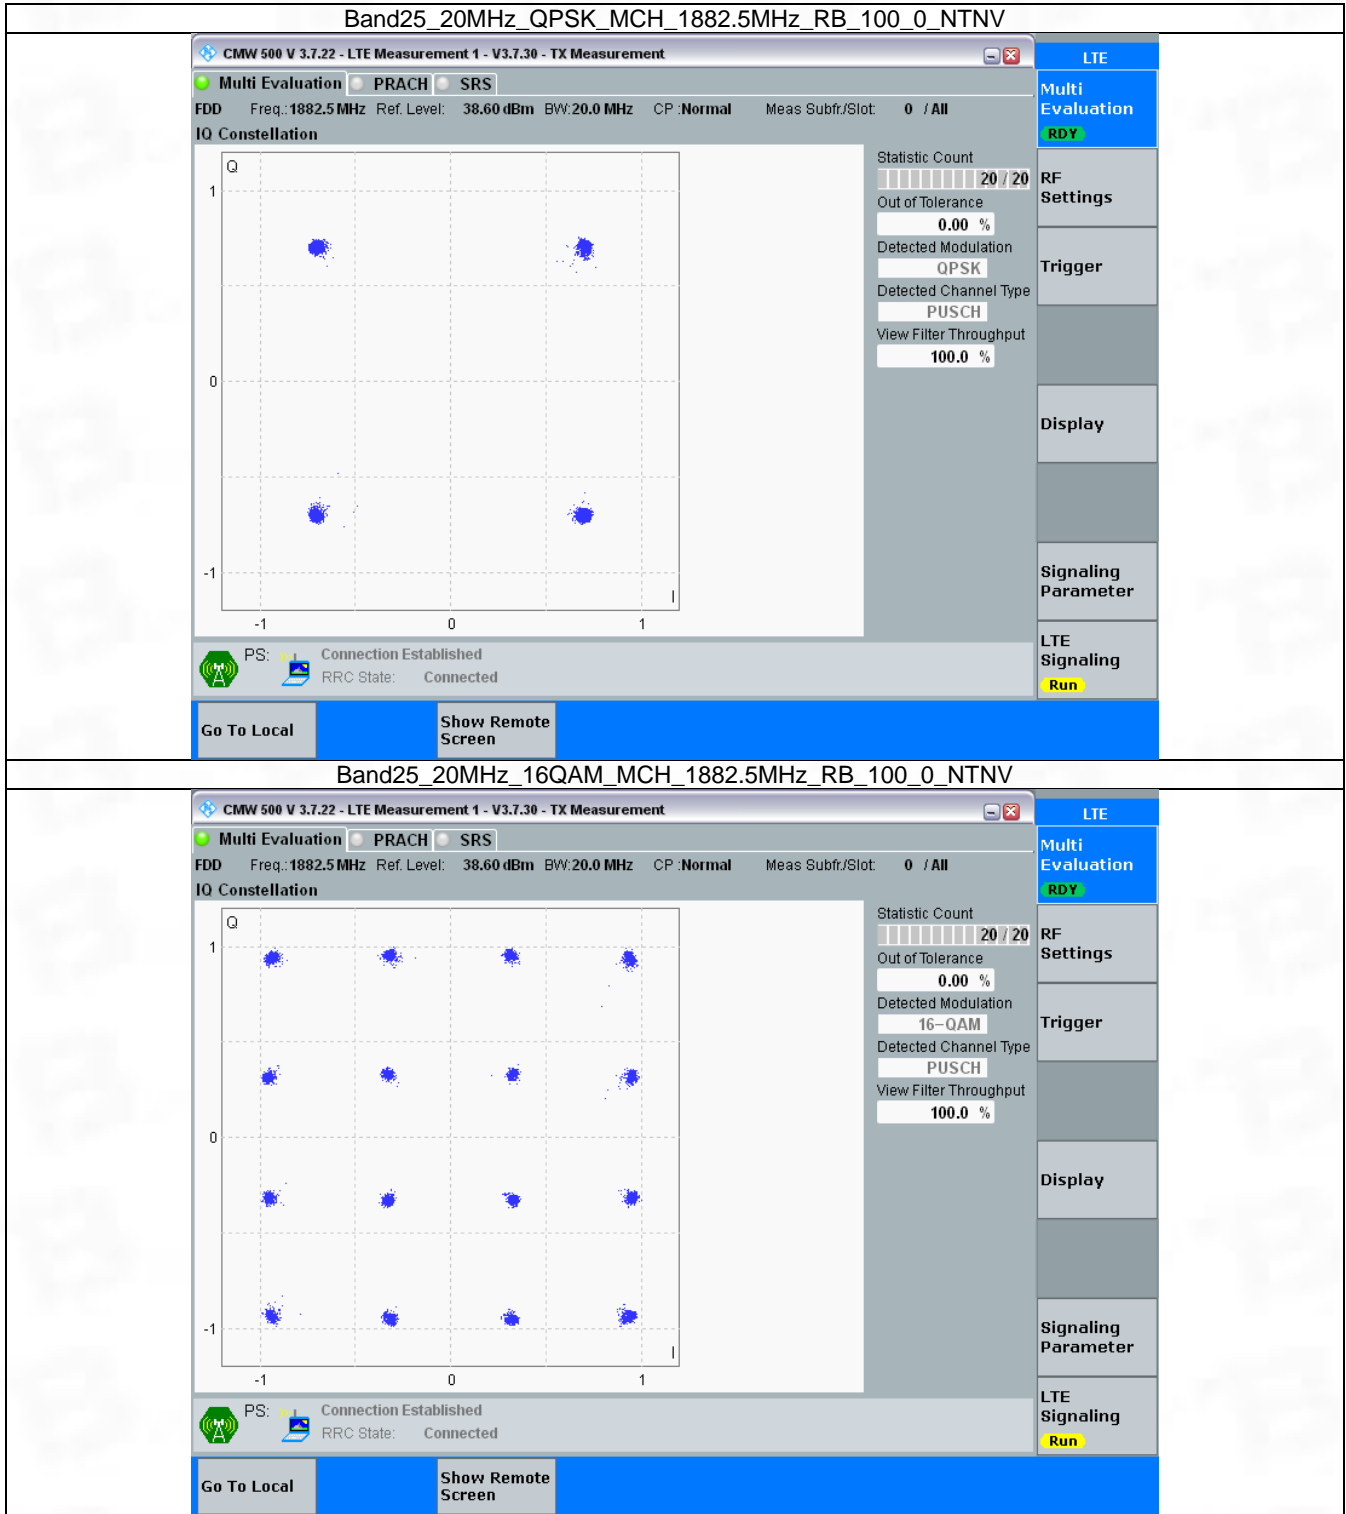 Band25_20MHz_QPSK_MCH_1882.5MHz_RB_100_0_NTNV
CMW 500 V 3.7.22 - LTE Measurement 1 - V3.7.30 - TX Measurement
LTE
Multi Evaluation PRACH SRS
Multi
Evaluation
RDY
FDD Freq.:1882.5 MHz Ref. Level: 38.60 dBm BW:20.0 MHz CP :Normal Meas Subfr./Slot: 0 / All
IQ Constellation
Q
1
0
-1
-1 0 1
I
Statistic Count
20 / 20
Out of Tolerance
0.00 %
Detected Modulation
QPSK
Detected Channel Type
PUSCH
View Filter Throughput
100.0 %
RF
Settings
Trigger
Display
Signaling
Parameter
LTE
Signaling
Run
PS: Connection Established
RRC State: Connected
Go To Local
Show Remote
Screen
Band25_20MHz_16QAM_MCH_1882.5MHz_RB_100_0_NTNV
CMW 500 V 3.7.22 - LTE Measurement 1 - V3.7.30 - TX Measurement
LTE
Multi Evaluation PRACH SRS
Multi
Evaluation
RDY
FDD Freq.:1882.5 MHz Ref. Level: 38.60 dBm BW:20.0 MHz CP :Normal Meas Subfr./Slot: 0 / All
IQ Constellation
Q
1
0
-1
-1 0 1
I
Statistic Count
20 / 20
Out of Tolerance
0.00 %
Detected Modulation
16-QAM
Detected Channel Type
PUSCH
View Filter Throughput
100.0 %
RF
Settings
Trigger
Display
Signaling
Parameter
LTE
Signaling
Run
PS: Connection Established
RRC State: Connected
Go To Local
Show Remote
Screen